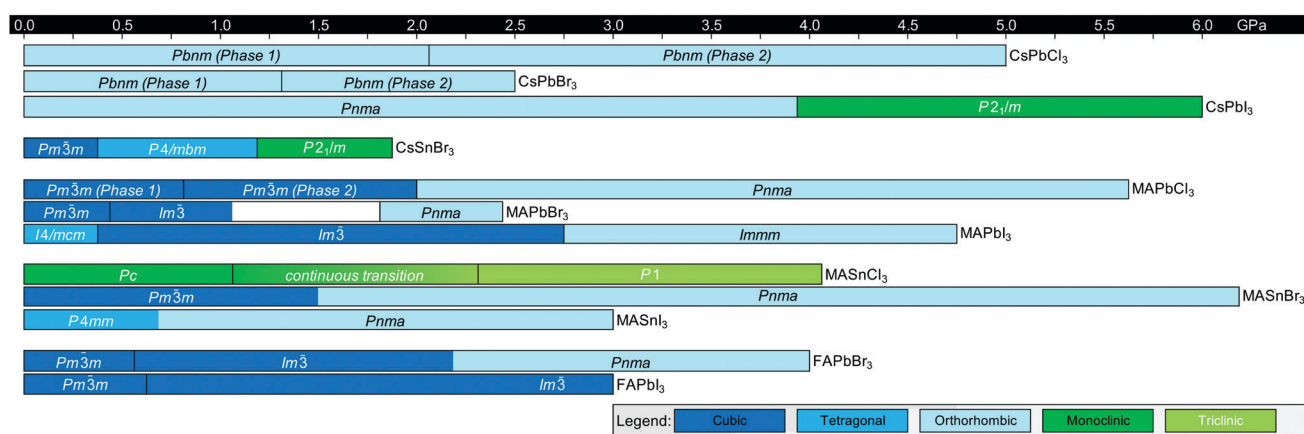 0.0 0.5 1.0 1.5 2.0 2.5 3.0 3.5 4.0 4.5 5.0 5.5 6.0 GPa
Pbnm (Phase 1) Pbnm (Phase 2) CsPbCl₃
Pbnm (Phase 1) Pbnm (Phase 2) CsPbBr₃
Pnma P2₁/m CsPbI₃
Pm3̄m P4/mbm P2₁/m CsSnBr₃
Pm3̄m (Phase 1) Pm3̄m (Phase 2) Pnma MAPbCl₃
Pm3̄m Im3̄ Pnma MAPbBr₃
I4/mcm Im3̄ Immm MAPbI₃
Pc continuous transition P1 MASnCl₃
Pm3̄m Pnma MASnBr₃
P4mm Pnma MASnI₃
Pm3̄m Im3̄ Pnma FAPbBr₃
Pm3̄m Im3̄ FAPbI₃
Legend: Cubic Tetragonal Orthorhombic Monoclinic Triclinic